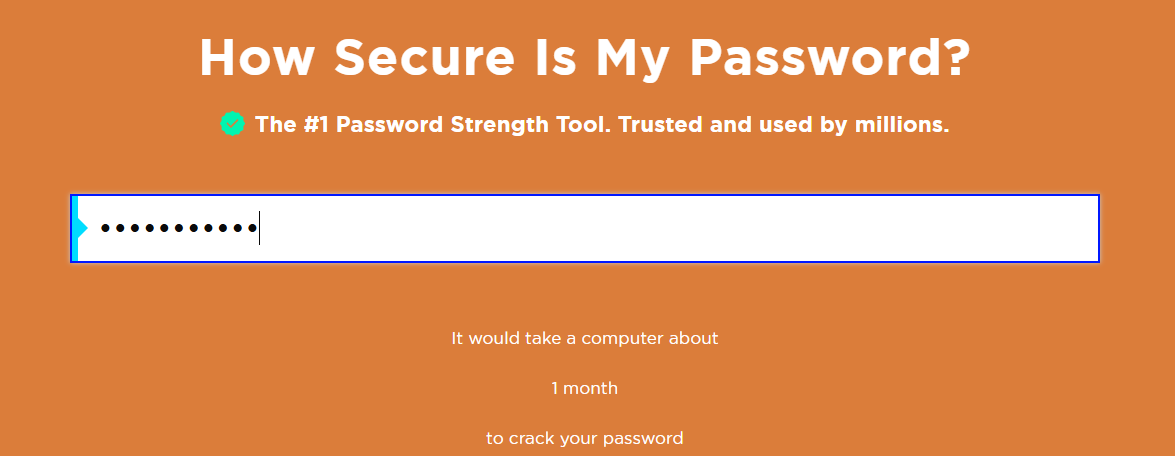 How Secure Is My Password?
The #1 Password Strength Tool. Trusted and used by millions.
•••••••••••
It would take a computer about
1 month
to crack your password